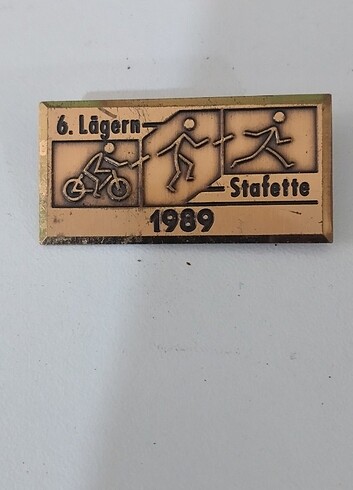 6. Lägern
Stafette
1989